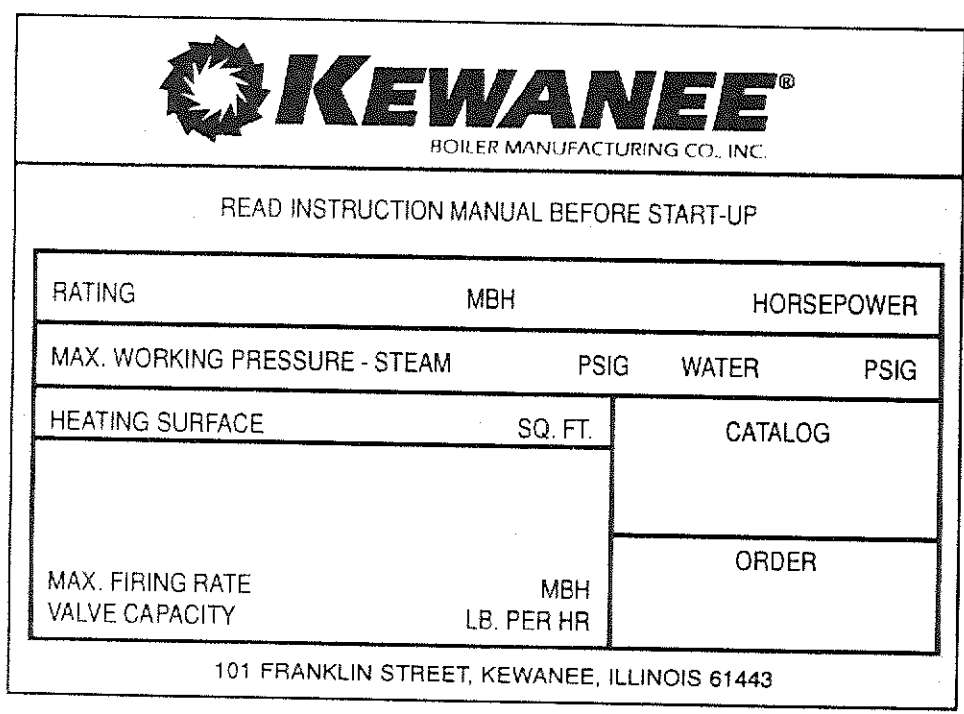 KEWANEE®
BOILER MANUFACTURING CO., INC.
READ INSTRUCTION MANUAL BEFORE START-UP
RATING MBH HORSEPOWER
MAX. WORKING PRESSURE - STEAM PSIG WATER PSIG
HEATING SURFACE SQ. FT.
CATALOG
ORDER
MAX. FIRING RATE MBH
VALVE CAPACITY LB. PER HR
101 FRANKLIN STREET, KEWANEE, ILLINOIS 61443